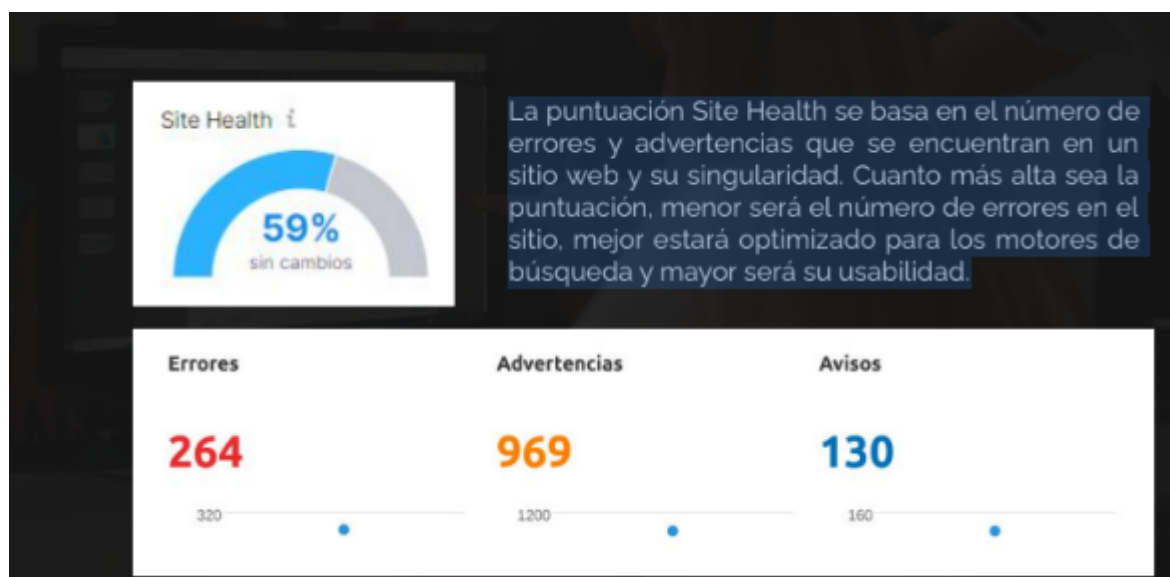 Site Health i
59%
sin cambios
La puntuación Site Health se basa en el número de
errores y advertencias que se encuentran en un
sitio web y su singularidad. Cuanto más alta sea la
puntuación, menor será el número de errores en el
sitio, mejor estará optimizado para los motores de
búsqueda y mayor será su usabilidad.
Errores
264
320
Advertencias
969
1200
Avisos
130
160